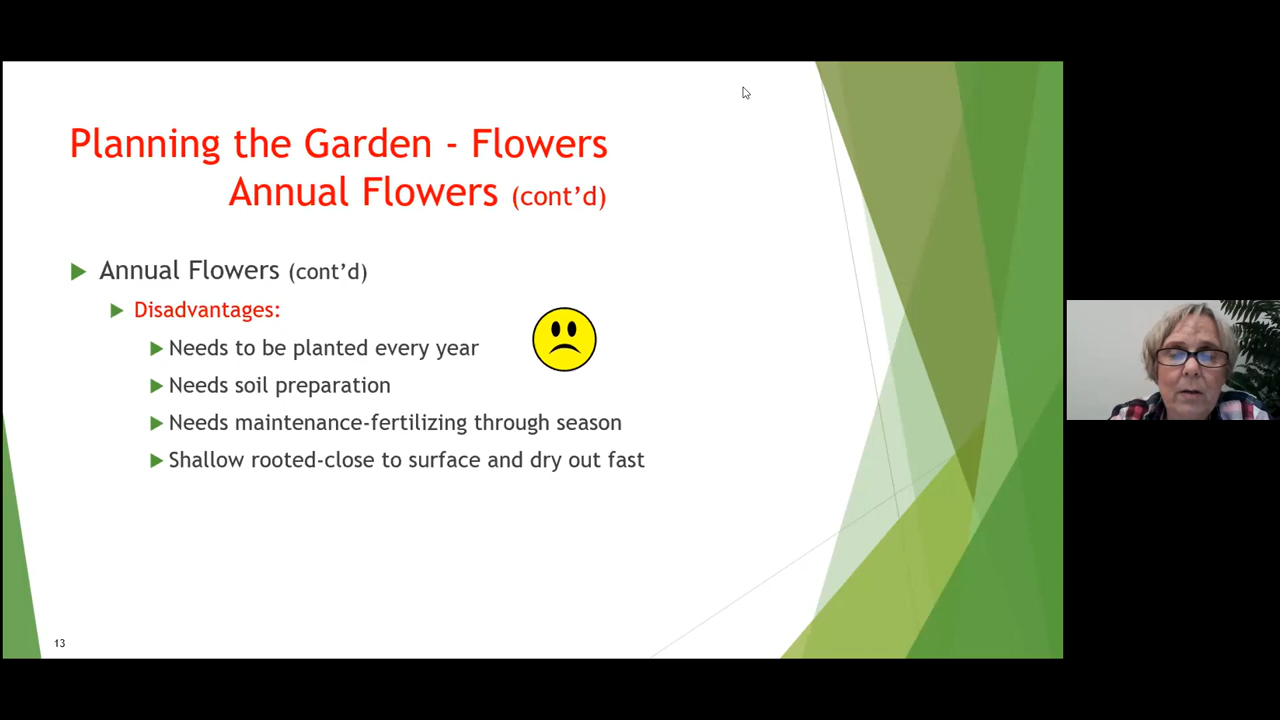 Planning the Garden - Flowers
Annual Flowers (cont’d)
Annual Flowers (cont’d)
Disadvantages:
Needs to be planted every year
Needs soil preparation
Needs maintenance-fertilizing through season
Shallow rooted-close to surface and dry out fast
13